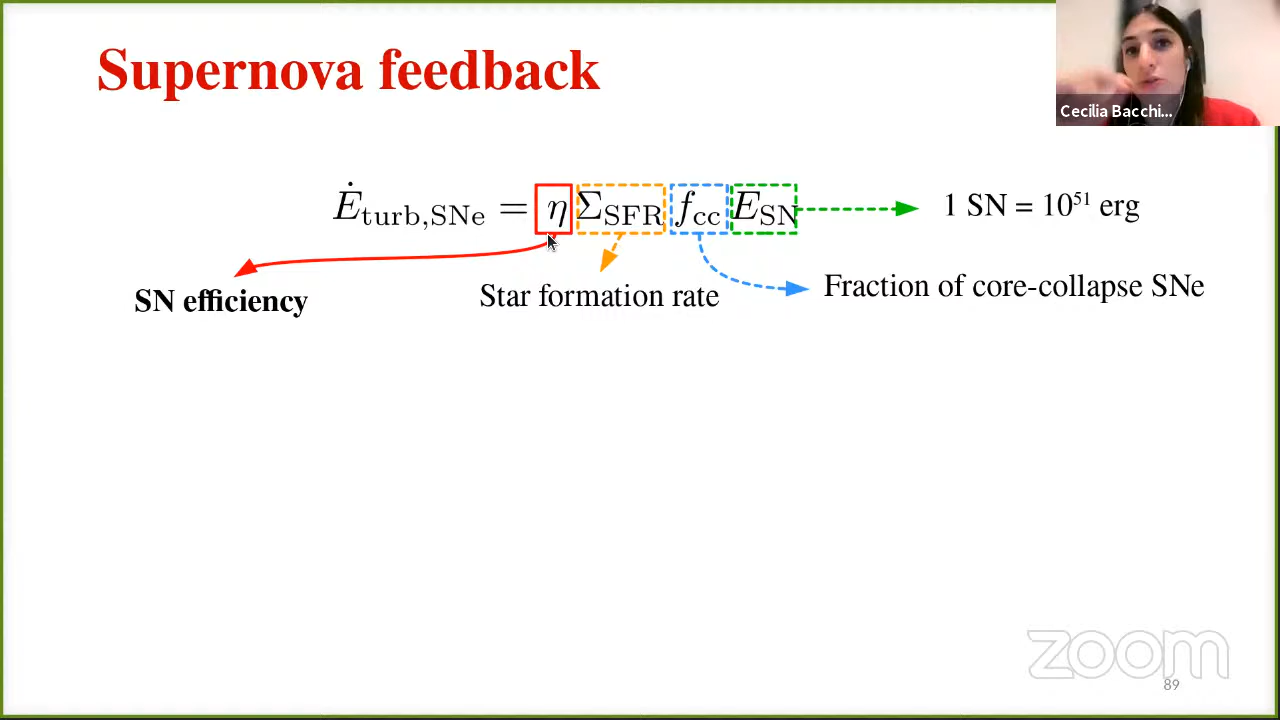 Supernova feedback
Cecilia Bacchi...
Ė_turb,SNe = η Σ_SFR f_cc E_SN
1 SN = 10⁵¹ erg
SN efficiency
Star formation rate
Fraction of core-collapse SNe
zoom
89